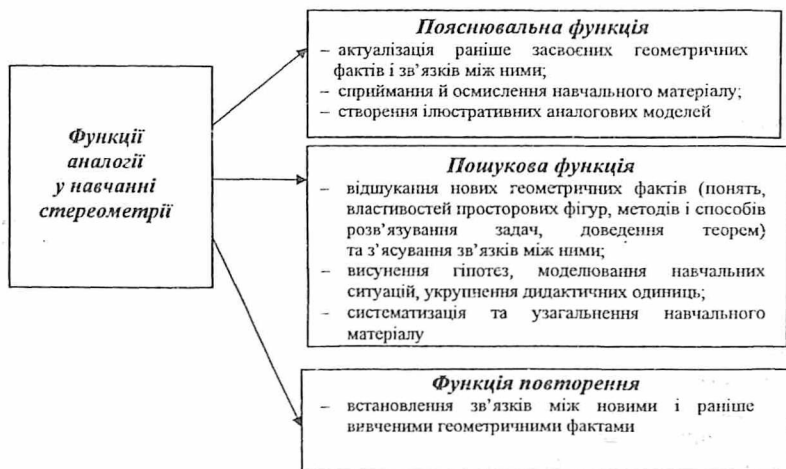 Функції
аналогії
у навчанні
стереометрії
Пояснювальна функція
– актуалізація раніше засвоєних геометричних
фактів і зв’язків між ними;
– сприймання й осмислення навчального матеріалу;
– створення ілюстративних аналогових моделей
Пошукова функція
– відшукання нових геометричних фактів (понять,
властивостей просторових фігур, методів і способів
розв’язування задач, доведення теорем)
та з’ясування зв’язків між ними;
– висунення гіпотез, моделювання навчальних
ситуацій, укрупнення дидактичних одиниць;
– систематизація та узагальнення навчального
матеріалу
Функція повторення
– встановлення зв’язків між новими і раніше
вивченими геометричними фактами